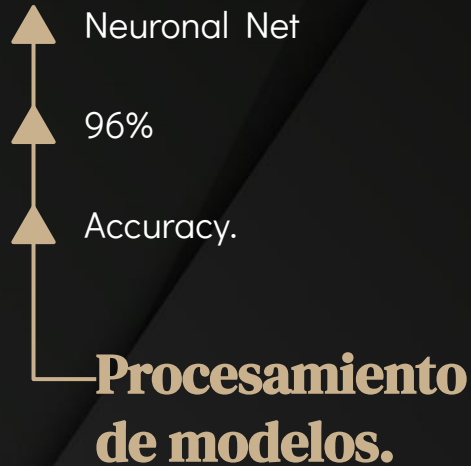 Neuronal Net
96%
Accuracy.
Procesamiento
de modelos.